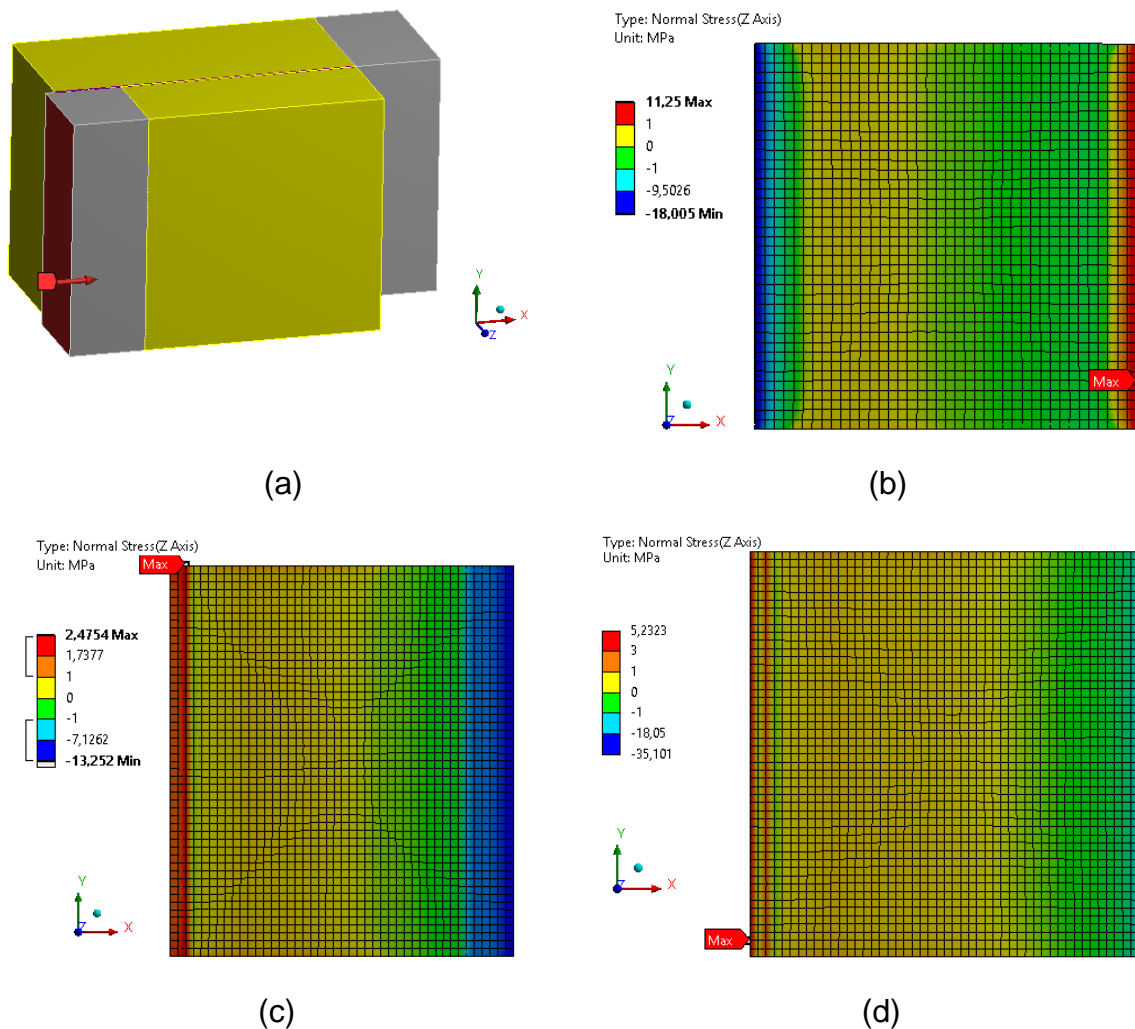 Y
X
Z
(a)
Type: Normal Stress(Z Axis)
Unit: MPa
11,25 Max
1
0
-1
-9,5026
-18,005 Min
Max
Y
Z
X
(b)
Type: Normal Stress(Z Axis)
Unit: MPa
Max
2,4754 Max
1,7377
1
0
-1
-7,1262
-13,252 Min
Y
Z
X
(c)
Type: Normal Stress(Z Axis)
Unit: MPa
5,2323
3
1
0
-1
-18,05
-35,101
Y
Z
X
Max
(d)